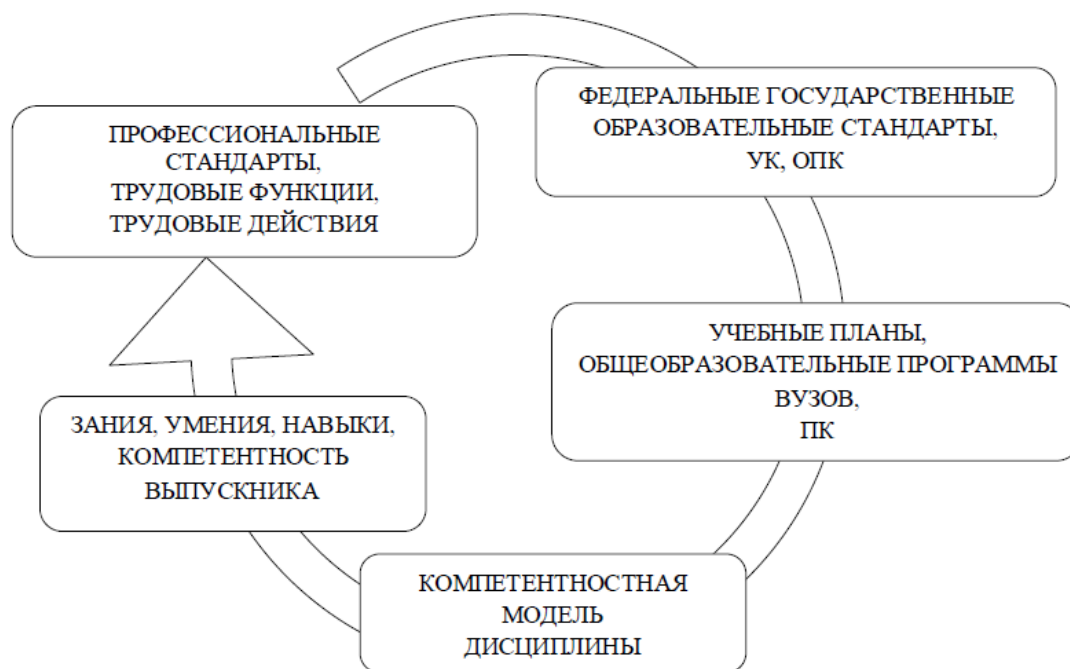 ПРОФЕССИОНАЛЬНЫЕ
СТАНДАРТЫ,
ТРУДОВЫЕ ФУНКЦИИ,
ТРУДОВЫЕ ДЕЙСТВИЯ
ФЕДЕРАЛЬНЫЕ ГОСУДАРСТВЕННЫЕ
ОБРАЗОВАТЕЛЬНЫЕ СТАНДАРТЫ,
УК, ОПК
УЧЕБНЫЕ ПЛАНЫ,
ОБЩЕОБРАЗОВАТЕЛЬНЫЕ ПРОГРАММЫ
ВУЗОВ,
ПК
КОМПЕТЕНТНОСТНАЯ
МОДЕЛЬ
ДИСЦИПЛИНЫ
ЗАНИЯ, УМЕНИЯ, НАВЫКИ,
КОМПЕТЕНТНОСТЬ
ВЫПУСКНИКА